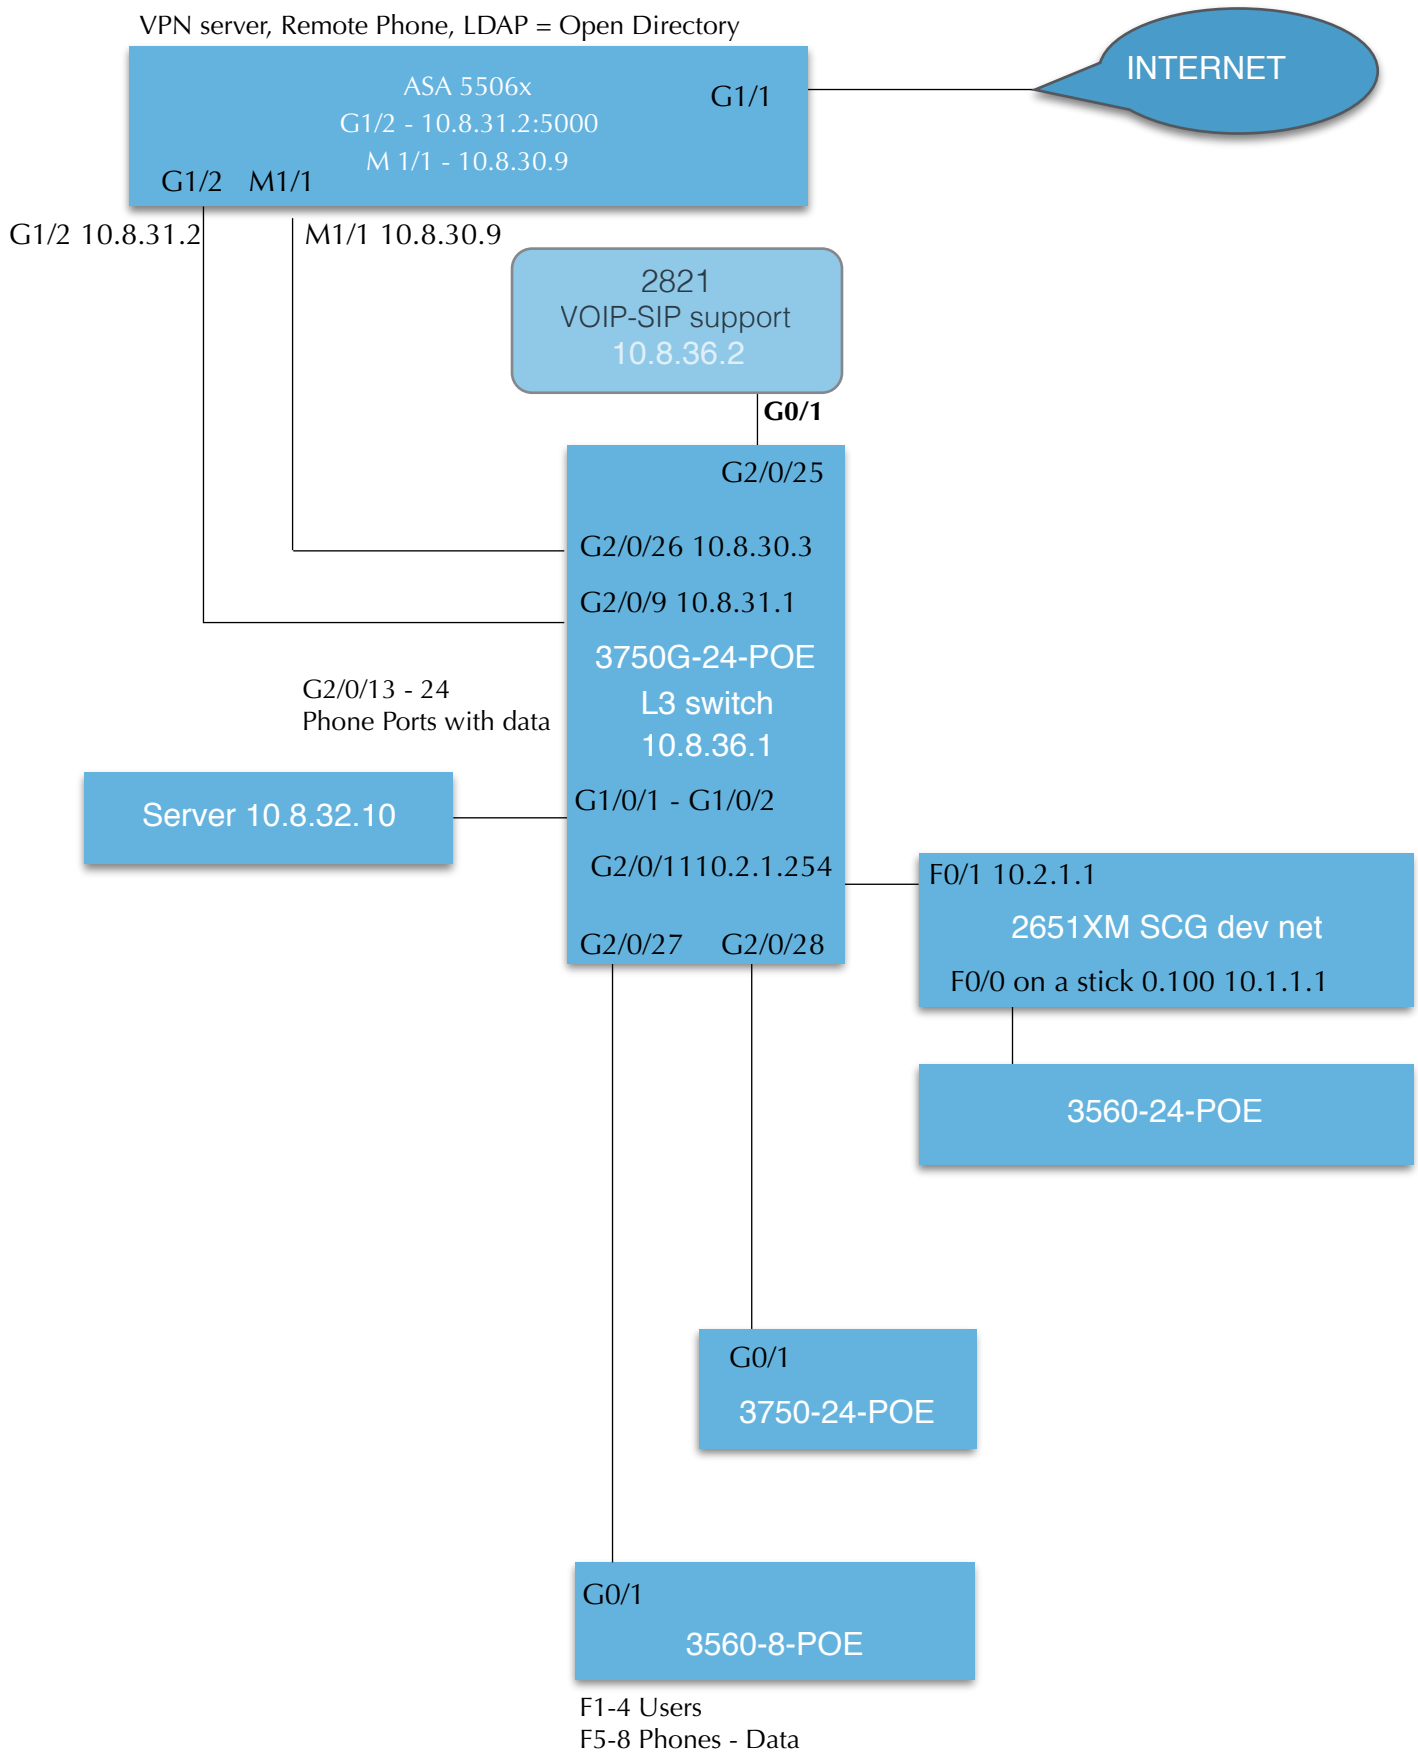 VPN server, Remote Phone, LDAP = Open Directory
INTERNET
ASA 5506x
G1/1
G1/2 - 10.8.31.2:5000
M 1/1 - 10.8.30.9
G1/2 M1/1
G1/2 10.8.31.2
M1/1 10.8.30.9
2821
VOIP-SIP support
10.8.36.2
G0/1
G2/0/25
G2/0/26 10.8.30.3
G2/0/9 10.8.31.1
3750G-24-POE
L3 switch
10.8.36.1
G2/0/13 - 24
Phone Ports with data
G1/0/1 - G1/0/2
Server 10.8.32.10
G2/0/1110.2.1.254
F0/1 10.2.1.1
2651XM SCG dev net
F0/0 on a stick 0.100 10.1.1.1
G2/0/27 G2/0/28
3560-24-POE
G0/1
3750-24-POE
G0/1
3560-8-POE
F1-4 Users
F5-8 Phones - Data